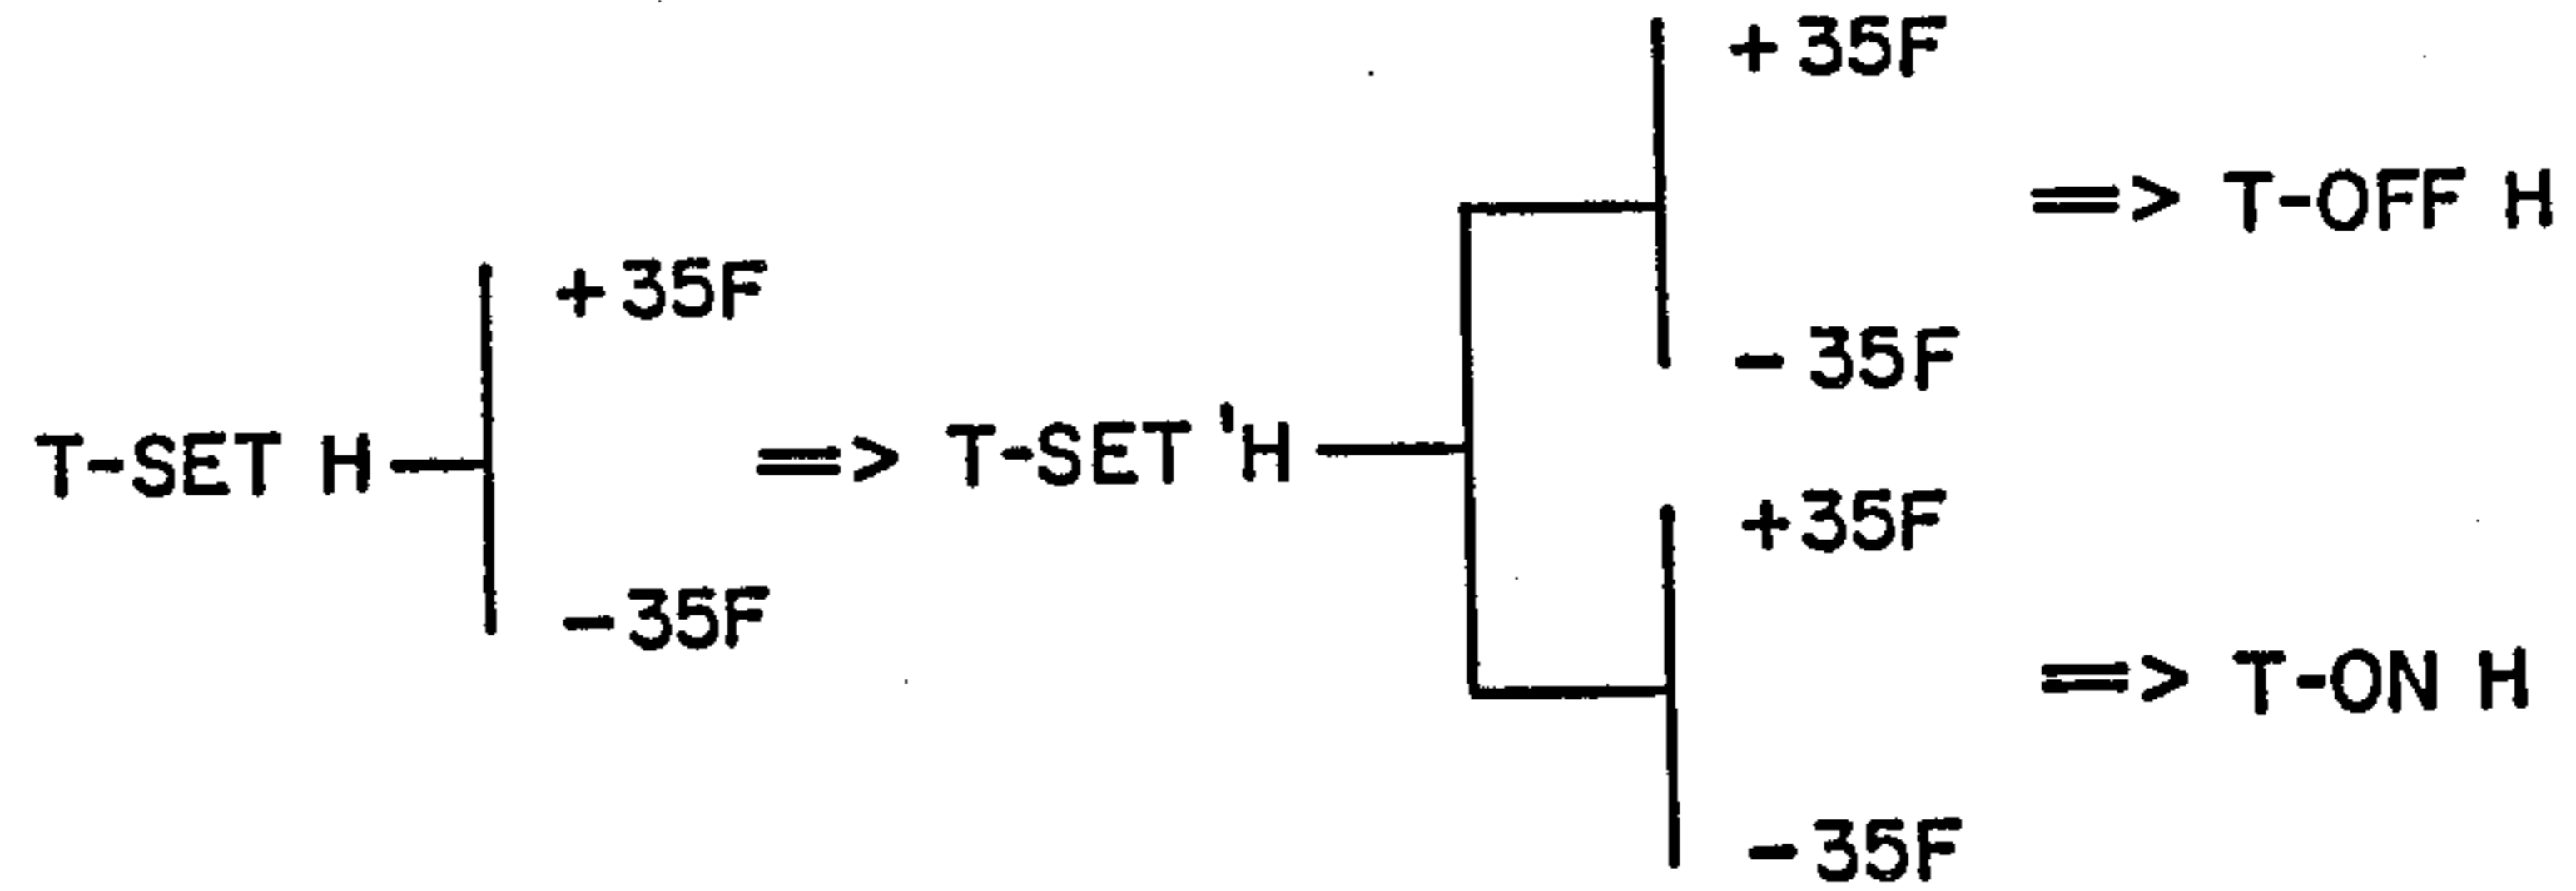 +35F
=> T-OFF H
+35F
-35F
T-SET H
=> T-SET 'H
+35F
-35F
=> T-ON H
-35F